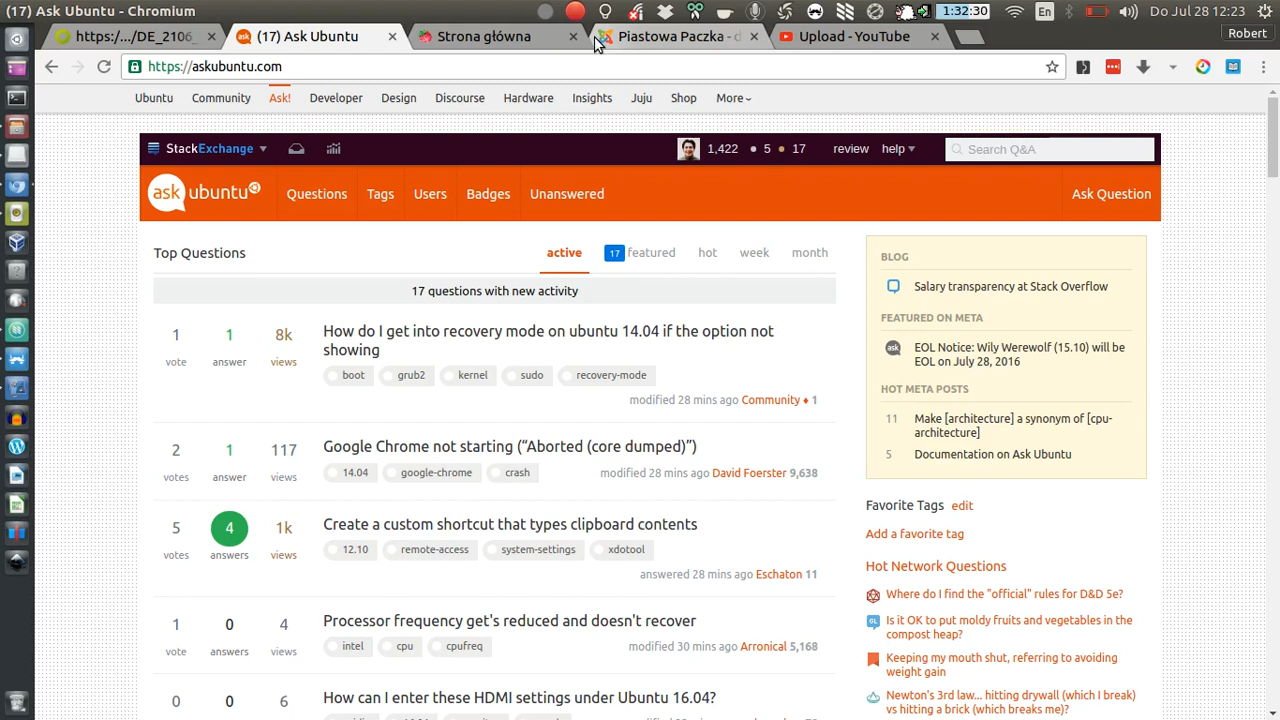 (17) Ask Ubuntu - Chromium
1:32:30
Do Jul 28 12:23
https:/.../DE_2106_
(17) Ask Ubuntu
Strona główna
Piastowa Paczka - d
Upload - YouTube
Robert
https://askubuntu.com
Ubuntu
Community
Ask!
Developer
Design
Discourse
Hardware
Insights
Juju
Shop
More
StackExchange
1,422
5
17
review
help
Search Q&A
ask ubuntu
Questions
Tags
Users
Badges
Unanswered
Ask Question
Top Questions
active
17 featured
hot
week
month
17 questions with new activity
1 vote
1 answer
8k views
How do I get into recovery mode on ubuntu 14.04 if the option not
showing
boot
grub2
kernel
sudo
recovery-mode
modified 28 mins ago Community ♦ 1
2 votes
1 answer
117 views
Google Chrome not starting (“Aborted (core dumped)”)
14.04
google-chrome
crash
modified 28 mins ago David Foerster 9,638
5 votes
4 answers
1k views
Create a custom shortcut that types clipboard contents
12.10
remote-access
system-settings
xdotool
answered 28 mins ago Eschaton 11
1 vote
0 answers
4 views
Processor frequency get's reduced and doesn't recover
intel
cpu
cpufreq
modified 30 mins ago Arronical 5,168
0
0
6
How can I enter these HDMI settings under Ubuntu 16.04?
BLOG
Salary transparency at Stack Overflow
FEATURED ON META
EOL Notice: Wily Werewolf (15.10) will be
EOL on July 28, 2016
HOT META POSTS
11 Make [architecture] a synonym of [cpu-
architecture]
5 Documentation on Ask Ubuntu
Favorite Tags edit
Add a favorite tag
Hot Network Questions
Where do I find the "official" rules for D&D 5e?
Is it OK to put moldy fruits and vegetables in the
compost heap?
Keeping my mouth shut, referring to avoiding
weight gain
Newton's 3rd law... hitting drywall (which I break)
vs hitting a brick (which breaks me)?